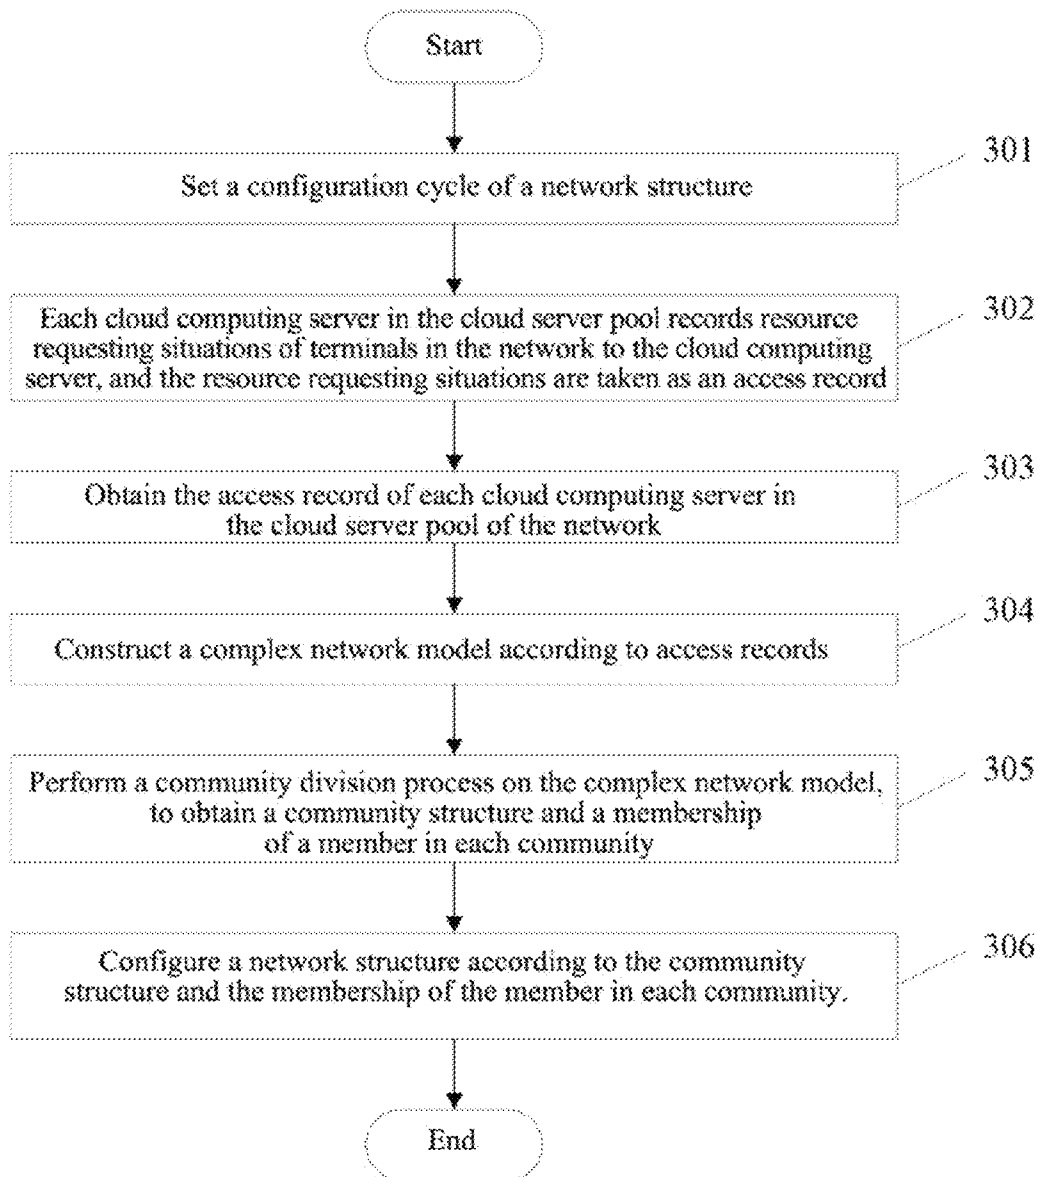 Start
301
Set a configuration cycle of a network structure
302
Each cloud computing server in the cloud server pool records resource
requesting situations of terminals in the network to the cloud computing
server, and the resource requesting situations are taken as an access record
303
Obtain the access record of each cloud computing server in
the cloud server pool of the network
304
Construct a complex network model according to access records
305
Perform a community division process on the complex network model,
to obtain a community structure and a membership
of a member in each community
306
Configure a network structure according to the community
structure and the membership of the member in each community.
End